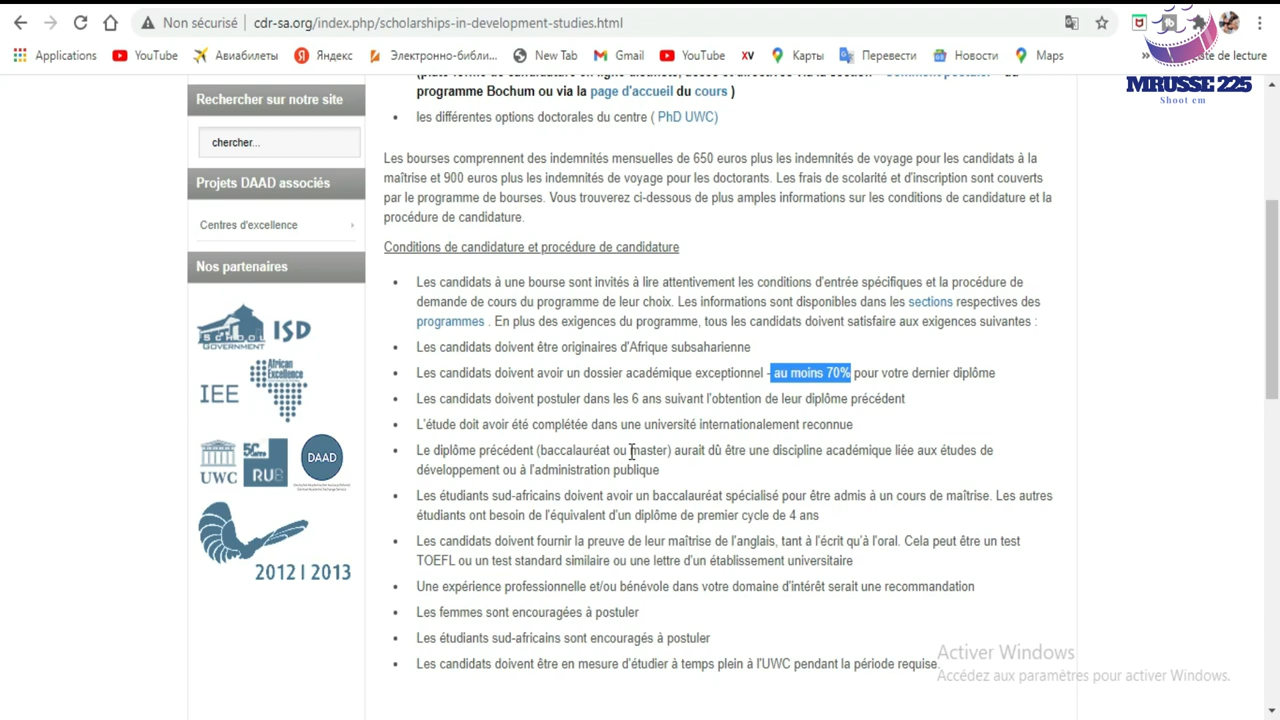 Non sécurisé | cdr-sa.org/index.php/scholarships-in-development-studies.html
Applications YouTube Авиабилеты Яндекс Электронно-библи... New Tab Gmail YouTube XV Карты Перевести Новости Maps » te de lecture
MRUSSE 225
Shoot em
programme Bochum ou via la page d'accueil du cours )
les différentes options doctorales du centre ( PhD UWC)
Rechercher sur notre site
chercher...
Projets DAAD associés
Centres d'excellence ›
Nos partenaires
SCHOOL OF GOVERNMENT ISD
IEE African Excellence
UWC RUB DAAD
2012 I 2013
Les bourses comprennent des indemnités mensuelles de 650 euros plus les indemnités de voyage pour les candidats à la
maîtrise et 900 euros plus les indemnités de voyage pour les doctorants. Les frais de scolarité et d'inscription sont couverts
par le programme de bourses. Vous trouverez ci-dessous de plus amples informations sur les conditions de candidature et la
procédure de candidature.
Conditions de candidature et procédure de candidature
Les candidats à une bourse sont invités à lire attentivement les conditions d'entrée spécifiques et la procédure de
demande de cours du programme de leur choix. Les informations sont disponibles dans les sections respectives des
programmes . En plus des exigences du programme, tous les candidats doivent satisfaire aux exigences suivantes :
Les candidats doivent être originaires d'Afrique subsaharienne
Les candidats doivent avoir un dossier académique exceptionnel - au moins 70% pour votre dernier diplôme
Les candidats doivent postuler dans les 6 ans suivant l'obtention de leur diplôme précédent
L'étude doit avoir été complétée dans une université internationalement reconnue
Le diplôme précédent (baccalauréat ou master) aurait dû être une discipline académique liée aux études de
développement ou à l'administration publique
Les étudiants sud-africains doivent avoir un baccalauréat spécialisé pour être admis à un cours de maîtrise. Les autres
étudiants ont besoin de l'équivalent d'un diplôme de premier cycle de 4 ans
Les candidats doivent fournir la preuve de leur maîtrise de l'anglais, tant à l'écrit qu'à l'oral. Cela peut être un test
TOEFL ou un test standard similaire ou une lettre d'un établissement universitaire
Une expérience professionnelle et/ou bénévole dans votre domaine d'intérêt serait une recommandation
Les femmes sont encouragées à postuler
Les étudiants sud-africains sont encouragés à postuler
Les candidats doivent être en mesure d'étudier à temps plein à l'UWC pendant la période requise.
Activer Windows
Accédez aux paramètres pour activer Windows.